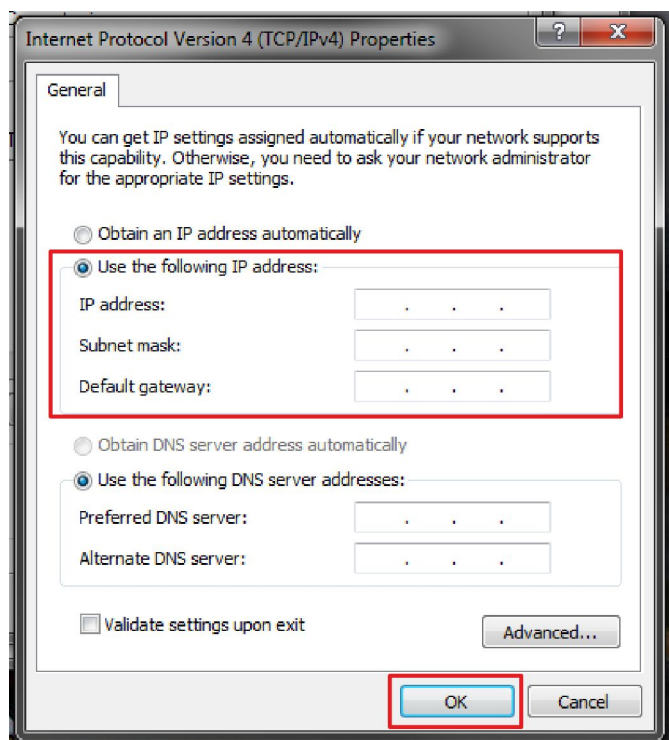 Internet Protocol Version 4 (TCP/IPv4) Properties
?
X
General
You can get IP settings assigned automatically if your network supports
this capability. Otherwise, you need to ask your network administrator
for the appropriate IP settings.
Obtain an IP address automatically
Use the following IP address:
IP address: . . .
Subnet mask: . . .
Default gateway: . . .
Obtain DNS server address automatically
Use the following DNS server addresses:
Preferred DNS server: . . .
Alternate DNS server: . . .
Validate settings upon exit
Advanced...
OK Cancel